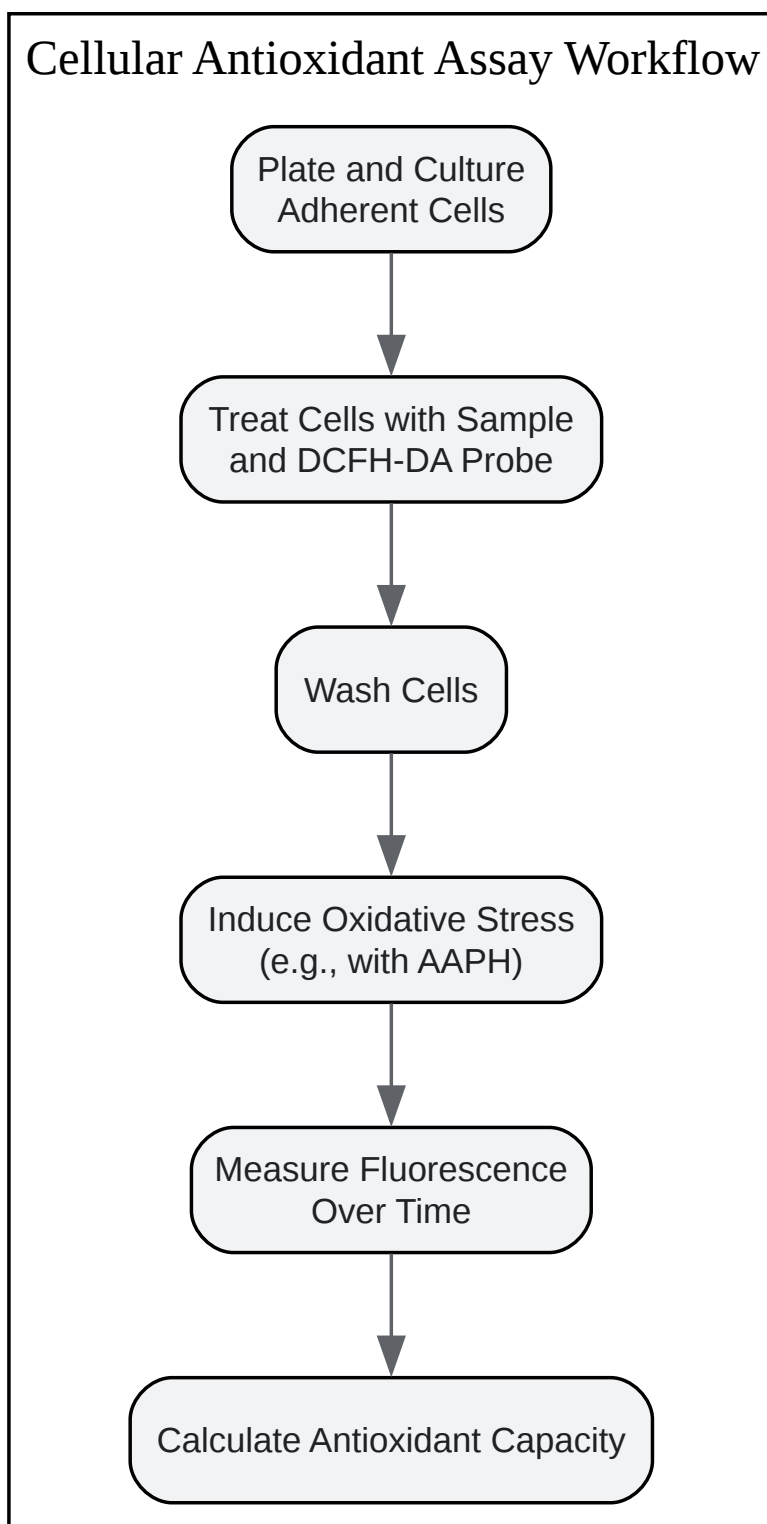 Cellular Antioxidant Assay Workflow
Plate and Culture
Adherent Cells
Treat Cells with Sample
and DCFH-DA Probe
Wash Cells
Induce Oxidative Stress
(e.g., with AAPH)
Measure Fluorescence
Over Time
Calculate Antioxidant Capacity